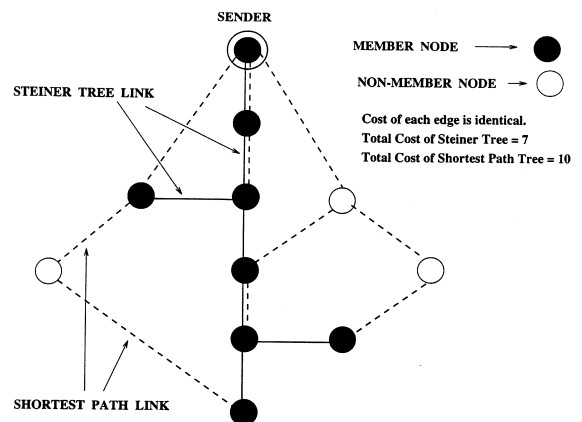 SENDER
MEMBER NODE
STEINER TREE LINK
NON-MEMBER NODE
Cost of each edge is identical.
Total Cost of Steiner Tree = 7
Total Cost of Shortest Path Tree = 10
SHORTEST PATH LINK